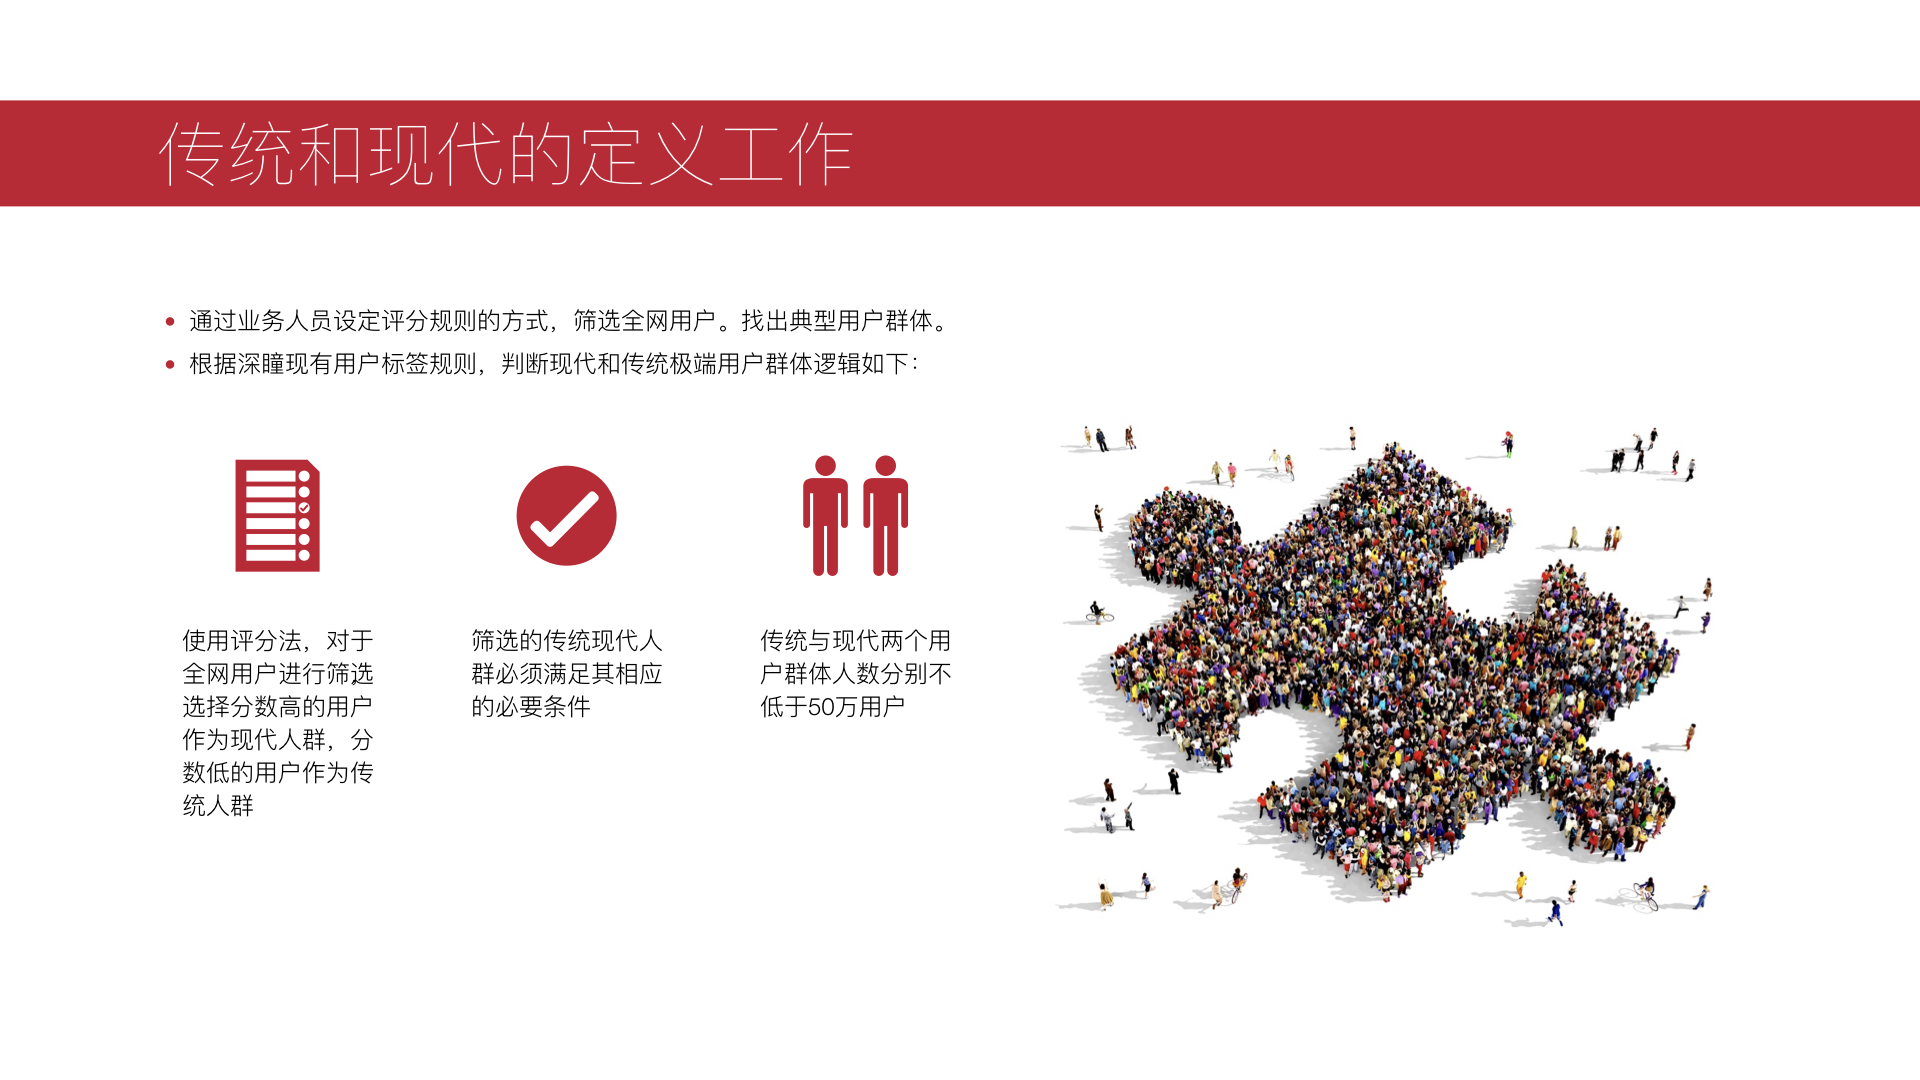 传统和现代的定义工作
• 通过业务人员设定评分规则的方式，筛选全网用户。找出典型用户群体。
• 根据深瞳现有用户标签规则，判断现代和传统极端用户群体逻辑如下：
使用评分法，对于
全网用户进行筛选，
选择分数高的用户
作为现代人群，分
数低的用户作为传
统人群
筛选的传统现代人
群必须满足其相应
的必要条件
传统与现代两个用
户群体人数分别不
低于50万用户